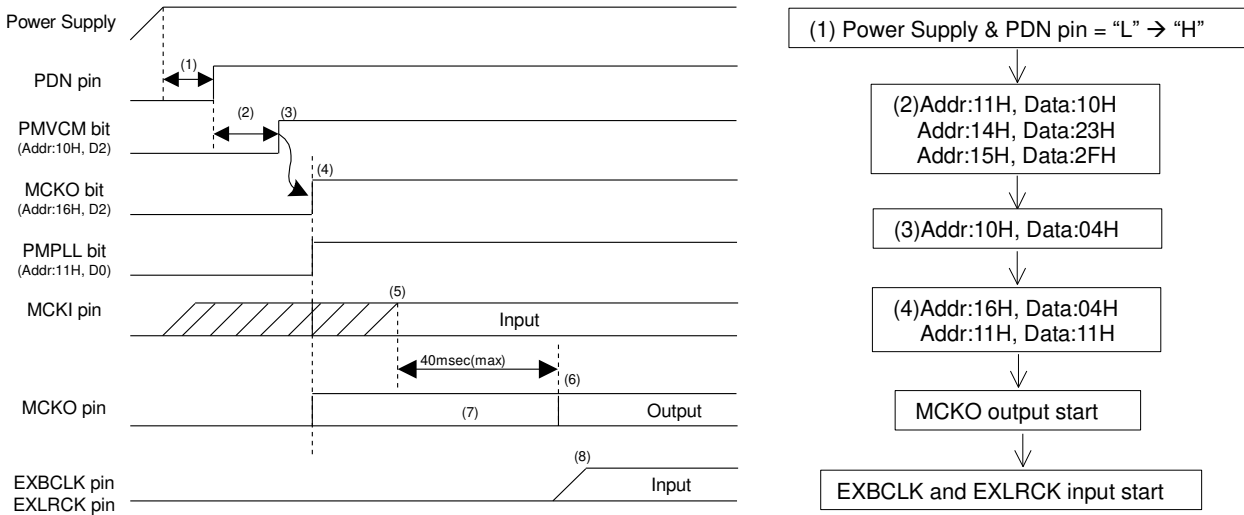 Power Supply
(1)
PDN pin
(2)
(3)
PMVCM bit
(Addr:10H, D2)
(4)
MCKO bit
(Addr:16H, D2)
PMPLL bit
(Addr:11H, D0)
(5)
MCKI pin
Input
40msec(max)
(6)
MCKO pin
(7)
Output
(8)
EXBCLK pin
EXLRCK pin
Input
(1) Power Supply & PDN pin = “L” → “H”
(2)Addr:11H, Data:10H
Addr:14H, Data:23H
Addr:15H, Data:2FH
(3)Addr:10H, Data:04H
(4)Addr:16H, Data:04H
Addr:11H, Data:11H
MCKO output start
EXBCLK and EXLRCK input start